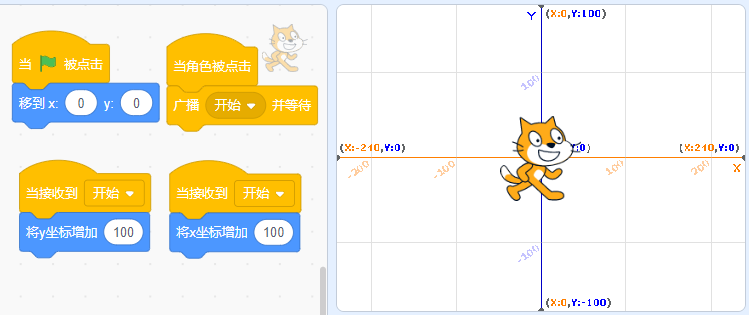 当 被点击
移到 x: 0 y: 0
当角色被点击
广播 开始 并等待
当接收到 开始
将y坐标增加 100
当接收到 开始
将x坐标增加 100
Y (X:0,Y:180)
100
(X:-240,Y:0) :0) (X:240,Y:0)
-200 -100 100 200 X
-100
(X:0,Y:-180)